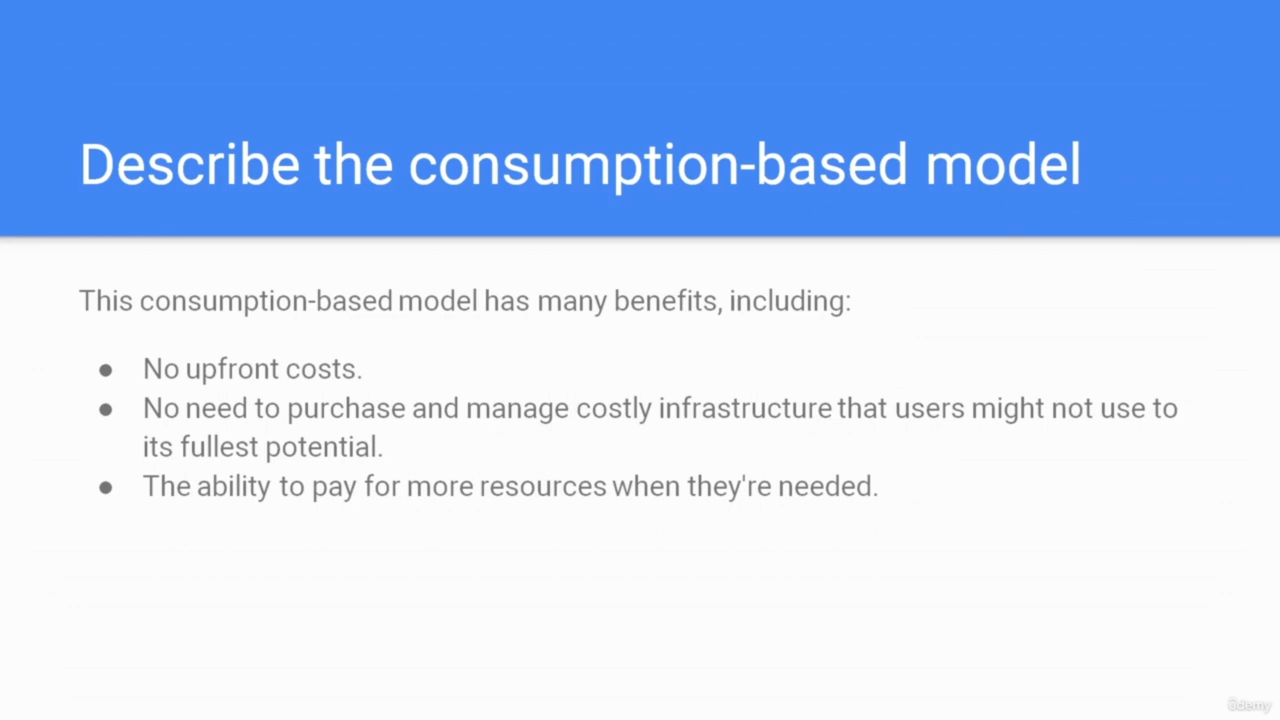 Describe the consumption-based model
This consumption-based model has many benefits, including:
● No upfront costs.
● No need to purchase and manage costly infrastructure that users might not use to
its fullest potential.
● The ability to pay for more resources when they're needed.
ûdemy